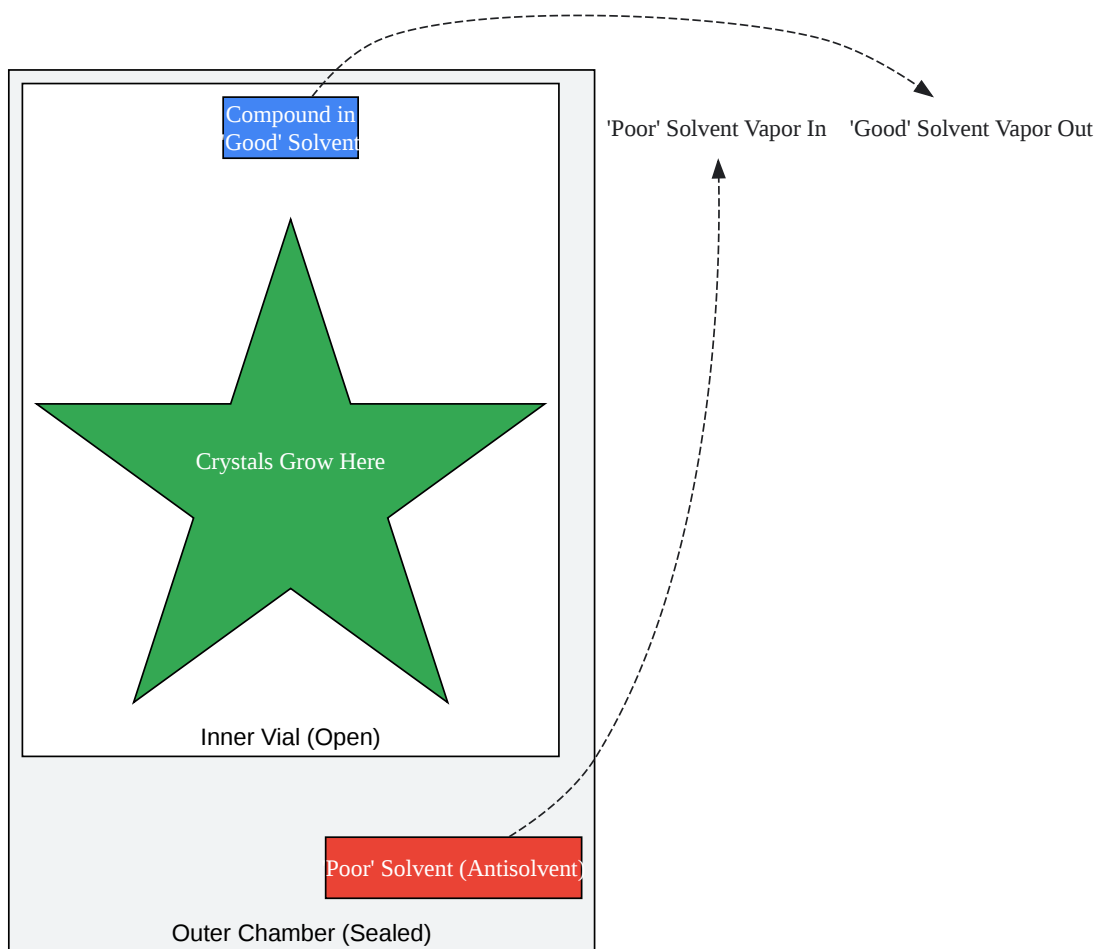 Compound in
'Good' Solvent
'Poor' Solvent Vapor In
'Good' Solvent Vapor Out
Crystals Grow Here
Inner Vial (Open)
Poor' Solvent (Antisolvent)
Outer Chamber (Sealed)